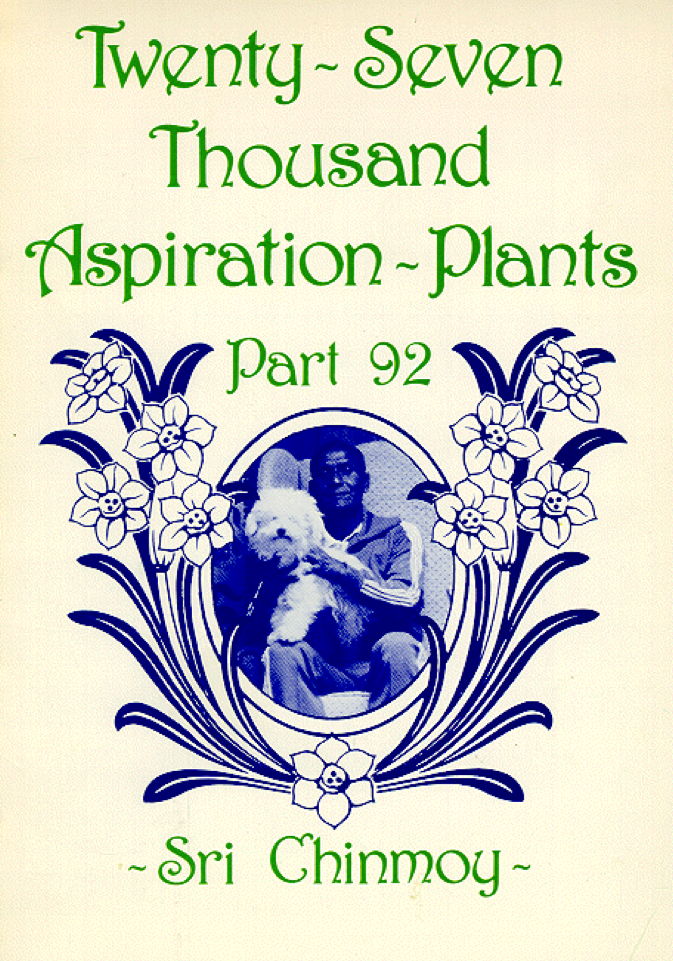 Twenty~Seven
Thousand
Aspiration~Plants
Part 92
~Sri Chinmoy~